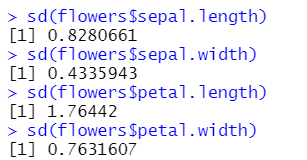 > sd(flowers$sepal.length)
[1] 0.8280661
> sd(flowers$sepal.width)
[1] 0.4335943
> sd(flowers$petal.length)
[1] 1.76442
> sd(flowers$petal.width)
[1] 0.7631607